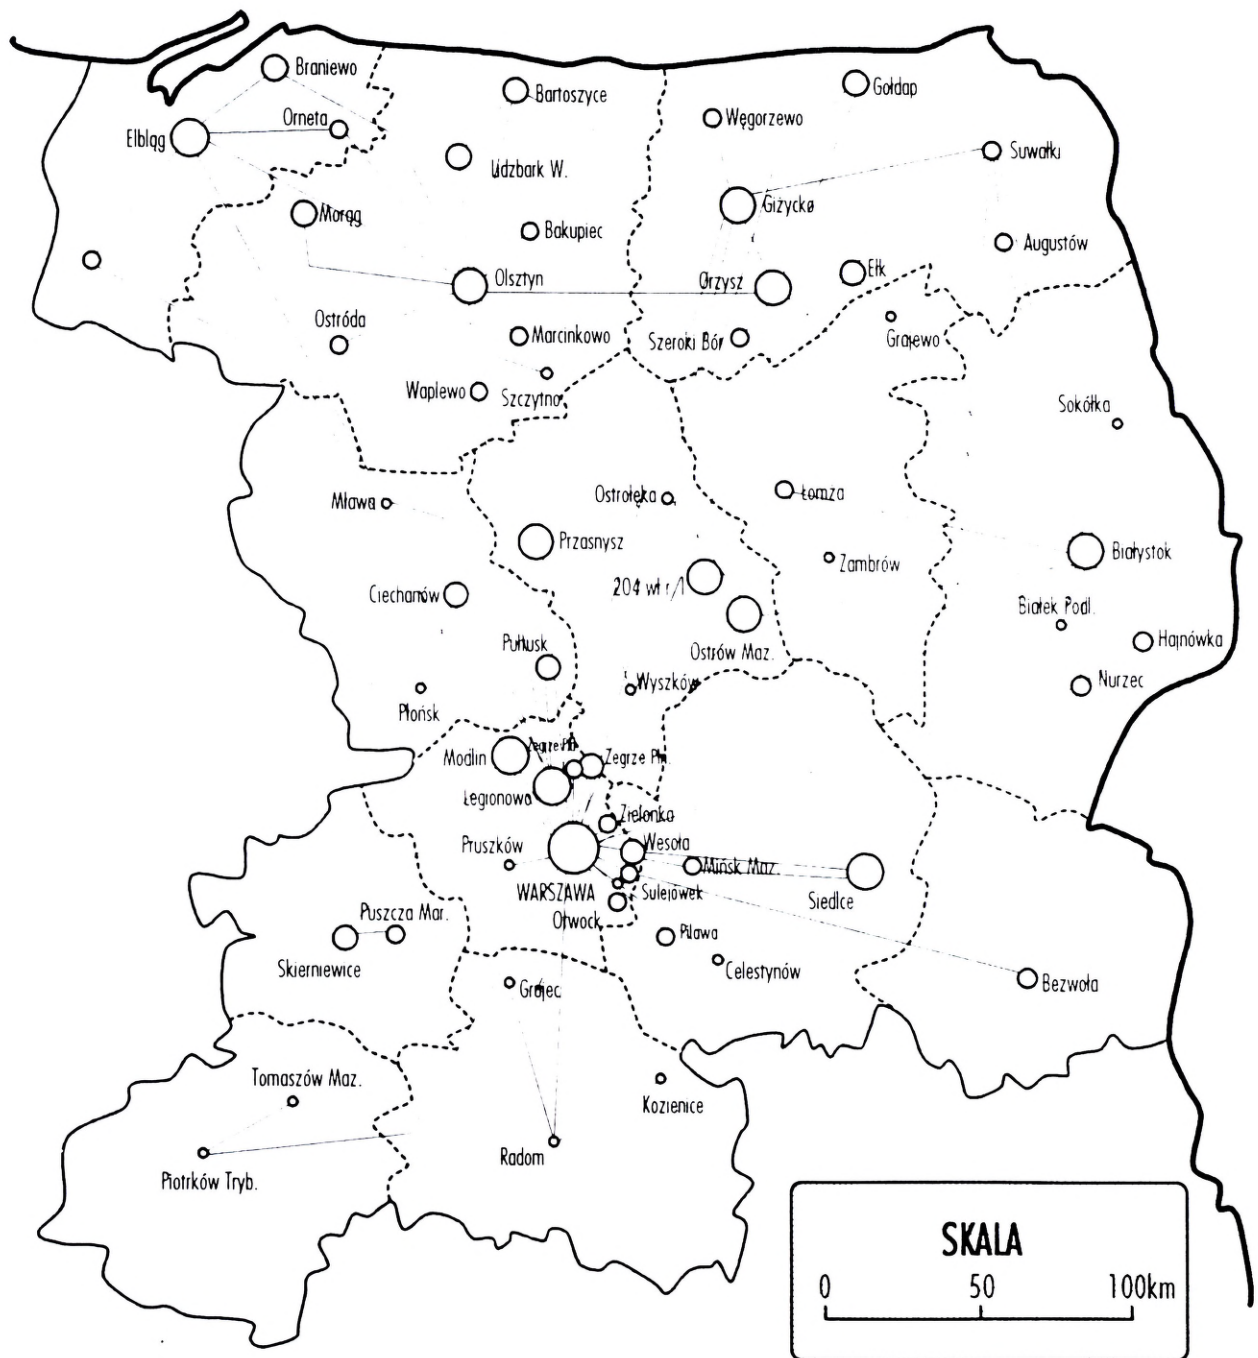 Braniewo
Bartoszyce
Gołdap
Orneta
Węgorzewo
Elbląg
Suwałki
Lidzbark W.
Morąg
Giżycko
Bakupiec
Augustów
Olsztyn
Orzysz
Ełk
Ostróda
Marcinkowo
Szeroki Bór
Grajewo
Waplewo
Szczytno
Sokółka
Mława
Ostrołęka
Łomża
Przasnysz
Białystok
Zambrów
204
Ciechanów
Białek Podl.
Pułtusk
Ostrów Maz.
Hajnówka
Wyszków
Nurzec
Płońsk
Modlin
Zegrze Płn.
Legionowo
Zielonka
Pruszków
Wesoła
Mińsk Maz.
WARSZAWA
Sulejówek
Siedlce
Otwock
Puszcza Mar.
Pilawa
Skierniewice
Celestynów
Bezwola
Grójec
Tomaszów Maz.
Kozienice
Radom
Piotrków Tryb.
SKALA
0 50 100km